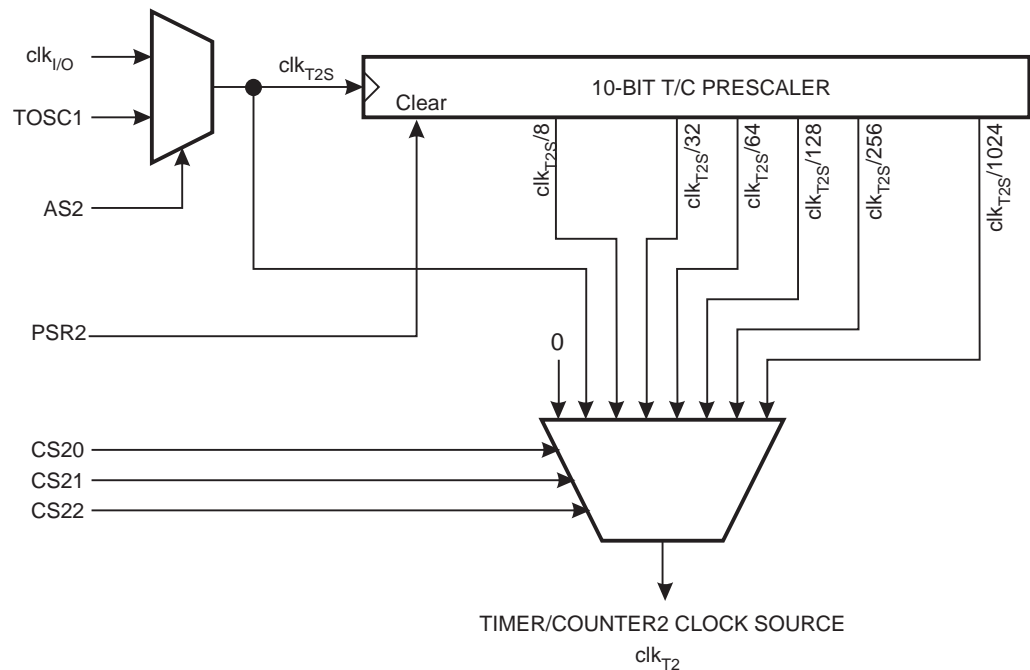 clkI/O
clkT2S
10-BIT T/C PRESCALER
TOSC1
Clear
clkT2S/8
clkT2S/32
clkT2S/64
clkT2S/128
clkT2S/256
clkT2S/1024
AS2
PSR2
0
CS20
CS21
CS22
TIMER/COUNTER2 CLOCK SOURCE
clkT2